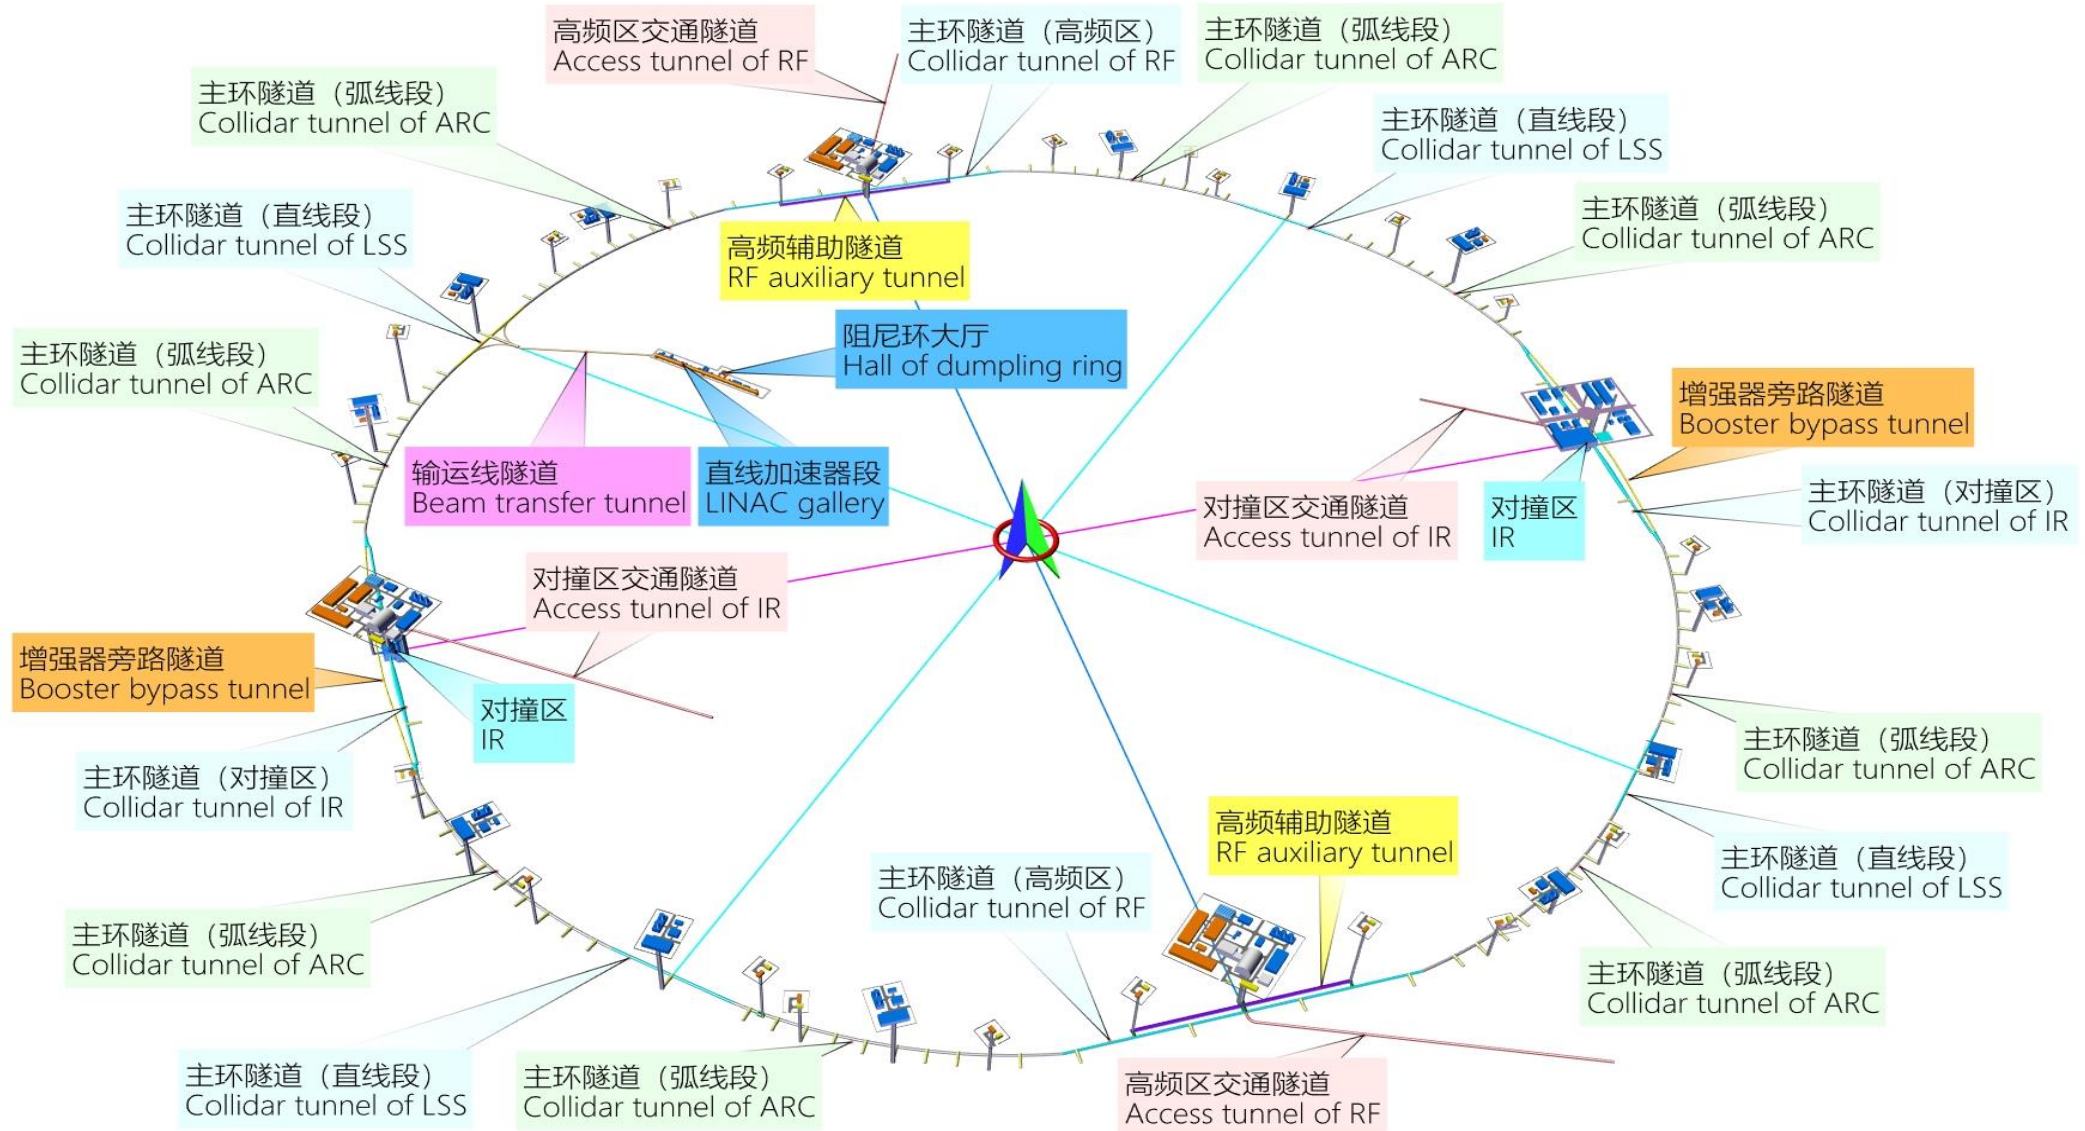 高频区交通隧道
Access tunnel of RF
主环隧道（高频区）
Collidar tunnel of RF
主环隧道（弧线段）
Collidar tunnel of ARC
主环隧道（弧线段）
Collidar tunnel of ARC
主环隧道（直线段）
Collidar tunnel of LSS
主环隧道（直线段）
Collidar tunnel of LSS
主环隧道（弧线段）
Collidar tunnel of ARC
高频辅助隧道
RF auxiliary tunnel
阻尼环大厅
Hall of dumpling ring
主环隧道（弧线段）
Collidar tunnel of ARC
增强器旁路隧道
Booster bypass tunnel
输运线隧道
Beam transfer tunnel
直线加速器段
LINAC gallery
对撞区交通隧道
Access tunnel of IR
对撞区
IR
主环隧道（对撞区）
Collidar tunnel of IR
对撞区交通隧道
Access tunnel of IR
增强器旁路隧道
Booster bypass tunnel
对撞区
IR
主环隧道（弧线段）
Collidar tunnel of ARC
主环隧道（对撞区）
Collidar tunnel of IR
高频辅助隧道
RF auxiliary tunnel
主环隧道（直线段）
Collidar tunnel of LSS
主环隧道（高频区）
Collidar tunnel of RF
主环隧道（弧线段）
Collidar tunnel of ARC
主环隧道（弧线段）
Collidar tunnel of ARC
主环隧道（直线段）
Collidar tunnel of LSS
主环隧道（弧线段）
Collidar tunnel of ARC
高频区交通隧道
Access tunnel of RF